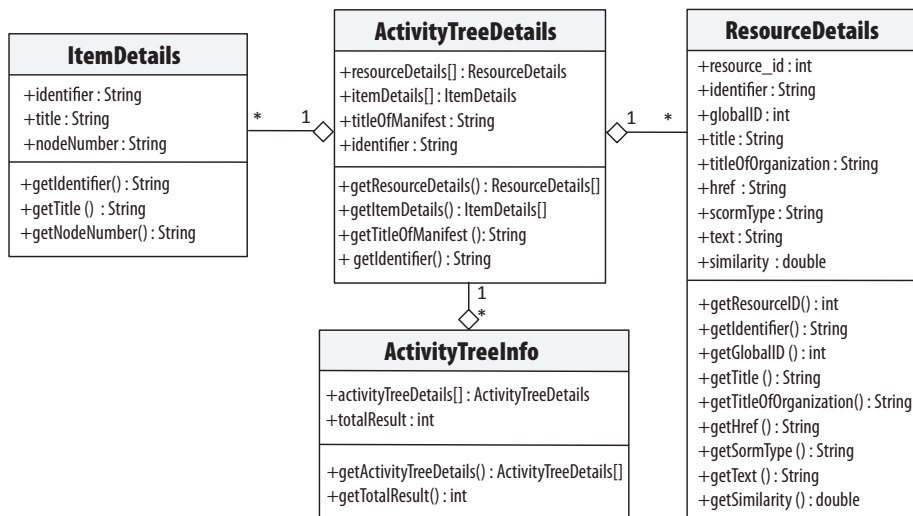 ItemDetails
+identifier : String
+title : String
+nodeNumber : String
+getIdentifier() : String
+getTitle () : String
+getNodeNumber() : String
*
1
ActivityTreeDetails
+resourceDetails[] : ResourceDetails
+itemDetails[] : ItemDetails
+titleOfManifest : String
+identifier : String
+getResourceDetails() : ResourceDetails[]
+getItemDetails() : ItemDetails[]
+getTitleOfManifest (): String
+ getIdentifier() : String
1
*
ResourceDetails
+resource_id : int
+identifier : String
+globalID : int
+title : String
+titleOfOrganization : String
+href : String
+scormType : String
+text : String
+similarity : double
+getResourceID() : int
+getIdentifier() : String
+getGlobalID () : int
+getTitle () : String
+getTitleOfOrganization() : String
+getHref () : String
+getSormType () : String
+getText () : String
+getSimilarity () : double
1
*
ActivityTreeInfo
+activityTreeDetails[] : ActivityTreeDetails
+totalResult : int
+getActivityTreeDetails() : ActivityTreeDetails[]
+getTotalResult() : int